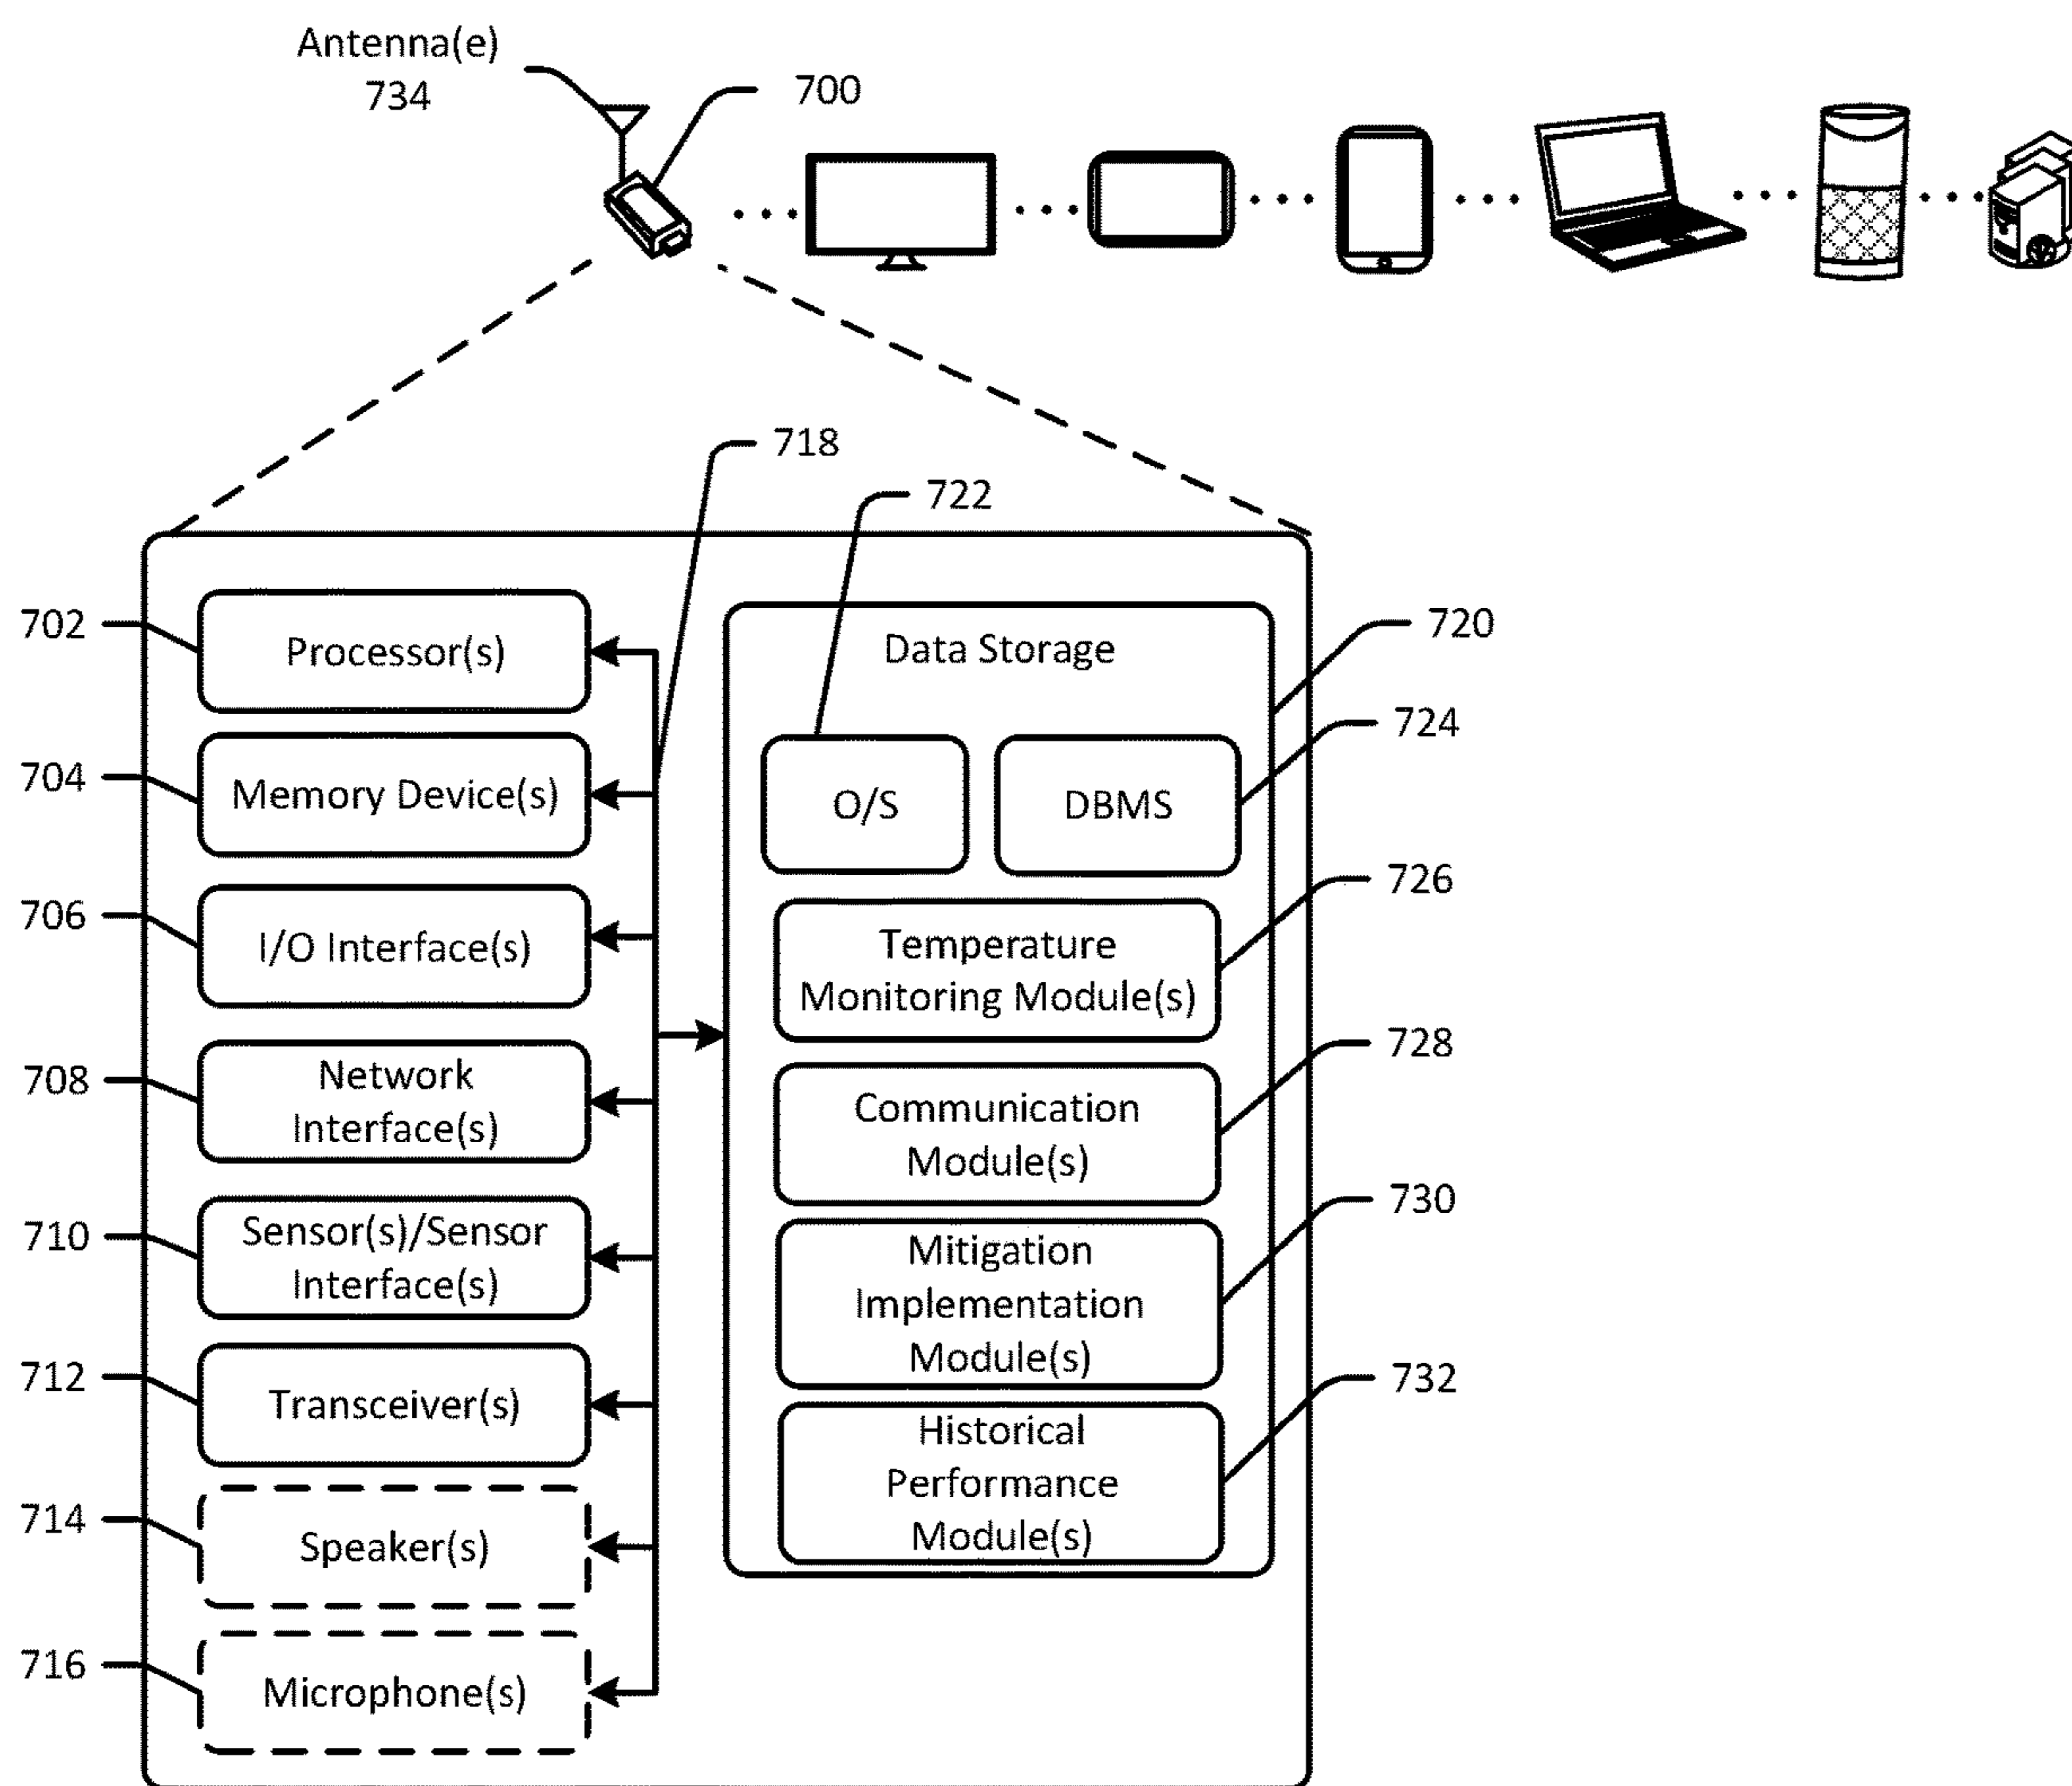 Antenna(e)
734
700
718
722
702
Processor(s)
Data Storage
720
724
704
Memory Device(s)
O/S
DBMS
706
I/O Interface(s)
726
Temperature
Monitoring Module(s)
708
Network
Interface(s)
728
Communication
Module(s)
710
Sensor(s)/Sensor
Interface(s)
730
Mitigation
Implementation
Module(s)
712
Transceiver(s)
732
Historical
Performance
Module(s)
714
Speaker(s)
716
Microphone(s)